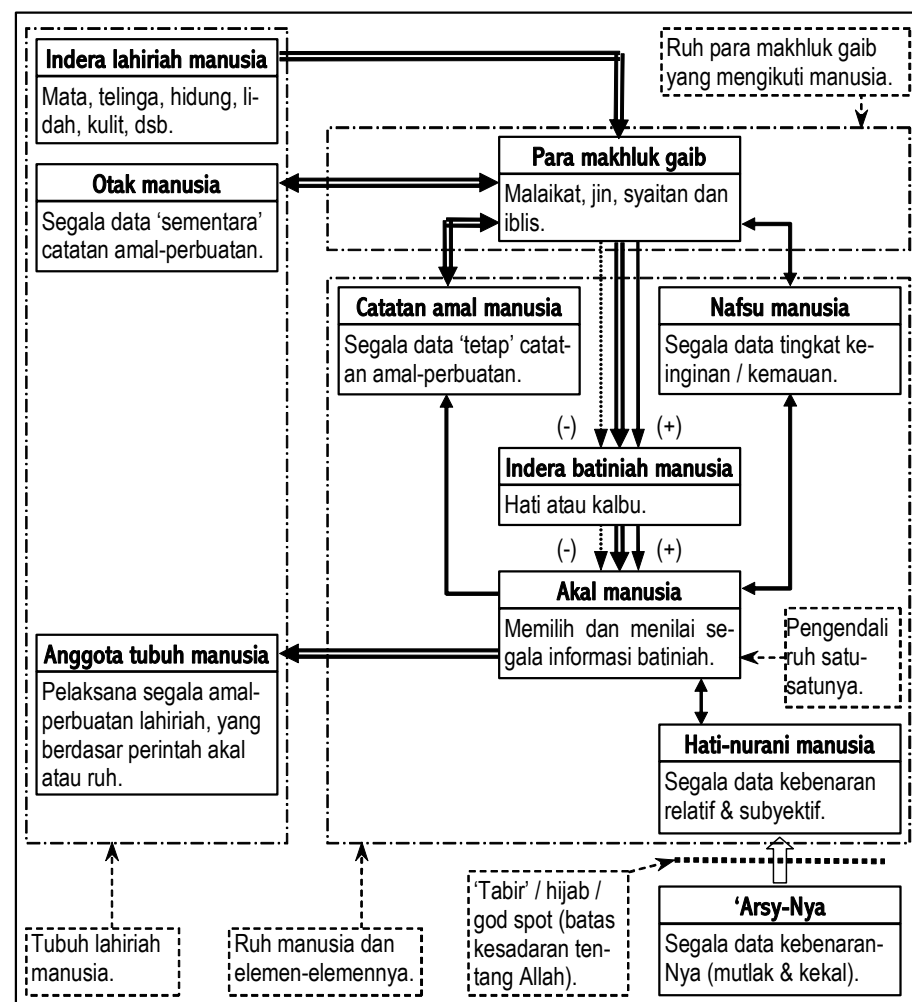 Indera lahiriah manusia
Mata, telinga, hidung, li-
dah, kulit, dsb.
Ruh para makhluk gaib
yang mengikuti manusia.
Para makhluk gaib
Malaikat, jin, syaitan dan
iblis.
Otak manusia
Segala data ‘sementara’
catatan amal-perbuatan.
Catatan amal manusia
Segala data ‘tetap’ catat-
an amal-perbuatan.
Nafsu manusia
Segala data tingkat ke-
inginan / kemauan.
(-)
(+)
Indera batiniah manusia
Hati atau kalbu.
(-)
(+)
Akal manusia
Memilih dan menilai se-
gala informasi batiniah.
Pengendali
ruh satu-
satunya.
Anggota tubuh manusia
Pelaksana segala amal-
perbuatan lahiriah, yang
berdasar perintah akal
atau ruh.
Hati-nurani manusia
Segala data kebenaran
relatif & subyektif.
‘Tabir’ / hijab /
god spot (batas
kesadaran ten-
tang Allah).
‘Arsy-Nya
Segala data kebenaran-
Nya (mutlak & kekal).
Tubuh lahiriah
manusia.
Ruh manusia dan
elemen-elemennya.